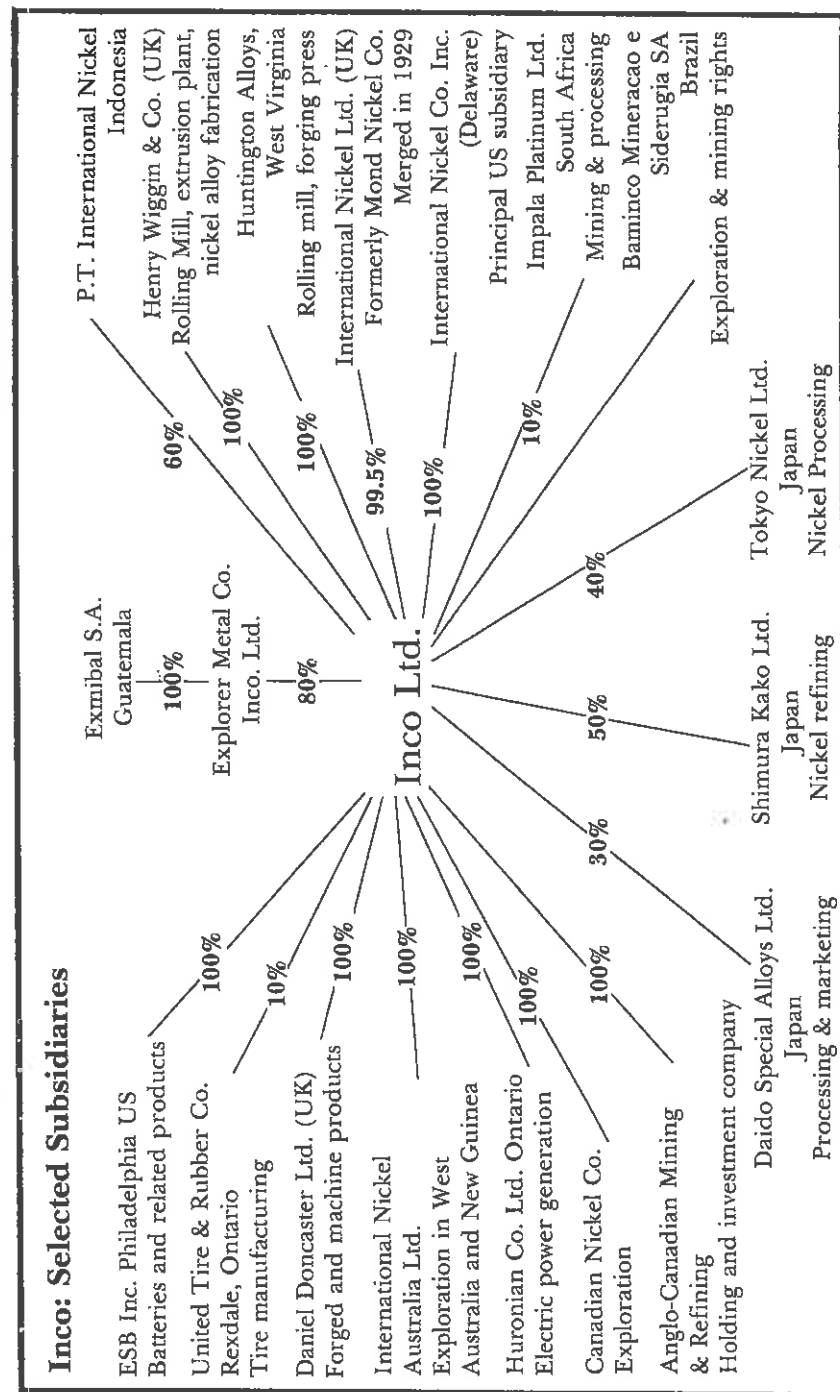 Inco: Selected Subsidiaries
ESB Inc. Philadelphia US
Batteries and related products
100%
United Tire & Rubber Co.
Rexdale, Ontario
Tire manufacturing
10%
Daniel Doncaster Ltd. (UK)
Forged and machine products
100%
International Nickel
Australia Ltd.
Exploration in West
Australia and New Guinea
100%
Huronian Co. Ltd. Ontario
Electric power generation
100%
Canadian Nickel Co.
Exploration
100%
Anglo-Canadian Mining
& Refining
Holding and investment company
100%
Exmibal S.A.
Guatemala
100%
Explorer Metal Co.
Inco. Ltd.
80%
Inco Ltd.
30%
Daido Special Alloys Ltd.
Japan
Processing & marketing
50%
Shimura Kako Ltd.
Japan
Nickel refining
40%
Tokyo Nickel Ltd.
Japan
Nickel Processing
P.T. International Nickel
Indonesia
60%
Henry Wiggin & Co. (UK)
Rolling Mill, extrusion plant,
nickel alloy fabrication
100%
Huntington Alloys,
West Virginia
Rolling mill, forging press
100%
International Nickel Ltd. (UK)
Formerly Mond Nickel Co.
Merged in 1929
99.5%
International Nickel Co. Inc.
(Delaware)
Principal US subsidiary
100%
Impala Platinum Ltd.
South Africa
Mining & processing
10%
Baminco Mineracao e
Siderugia SA
Brazil
Exploration & mining rights